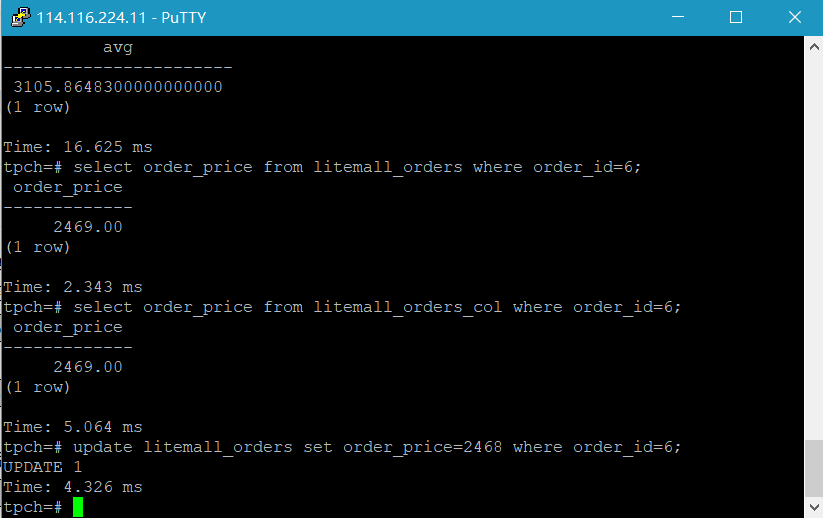 114.116.224.11 - PuTTY
avg
-----------------------
3105.8648300000000000
(1 row)
Time: 16.625 ms
tpch=# select order_price from litemall_orders where order_id=6;
order_price
-------------
2469.00
(1 row)
Time: 2.343 ms
tpch=# select order_price from litemall_orders_col where order_id=6;
order_price
-------------
2469.00
(1 row)
Time: 5.064 ms
tpch=# update litemall_orders set order_price=2468 where order_id=6;
UPDATE 1
Time: 4.326 ms
tpch=#